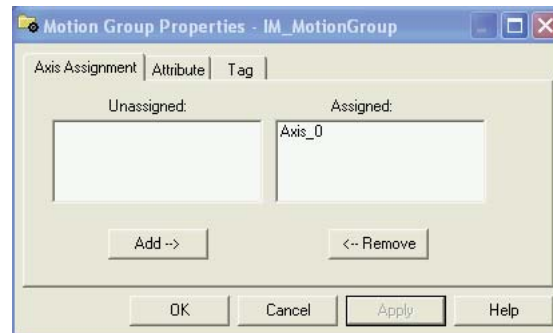 Motion Group Properties - IM_MotionGroup
Axis Assignment Attribute Tag
Unassigned: Assigned:
Axis_0
Add --> <-- Remove
OK Cancel Apply Help